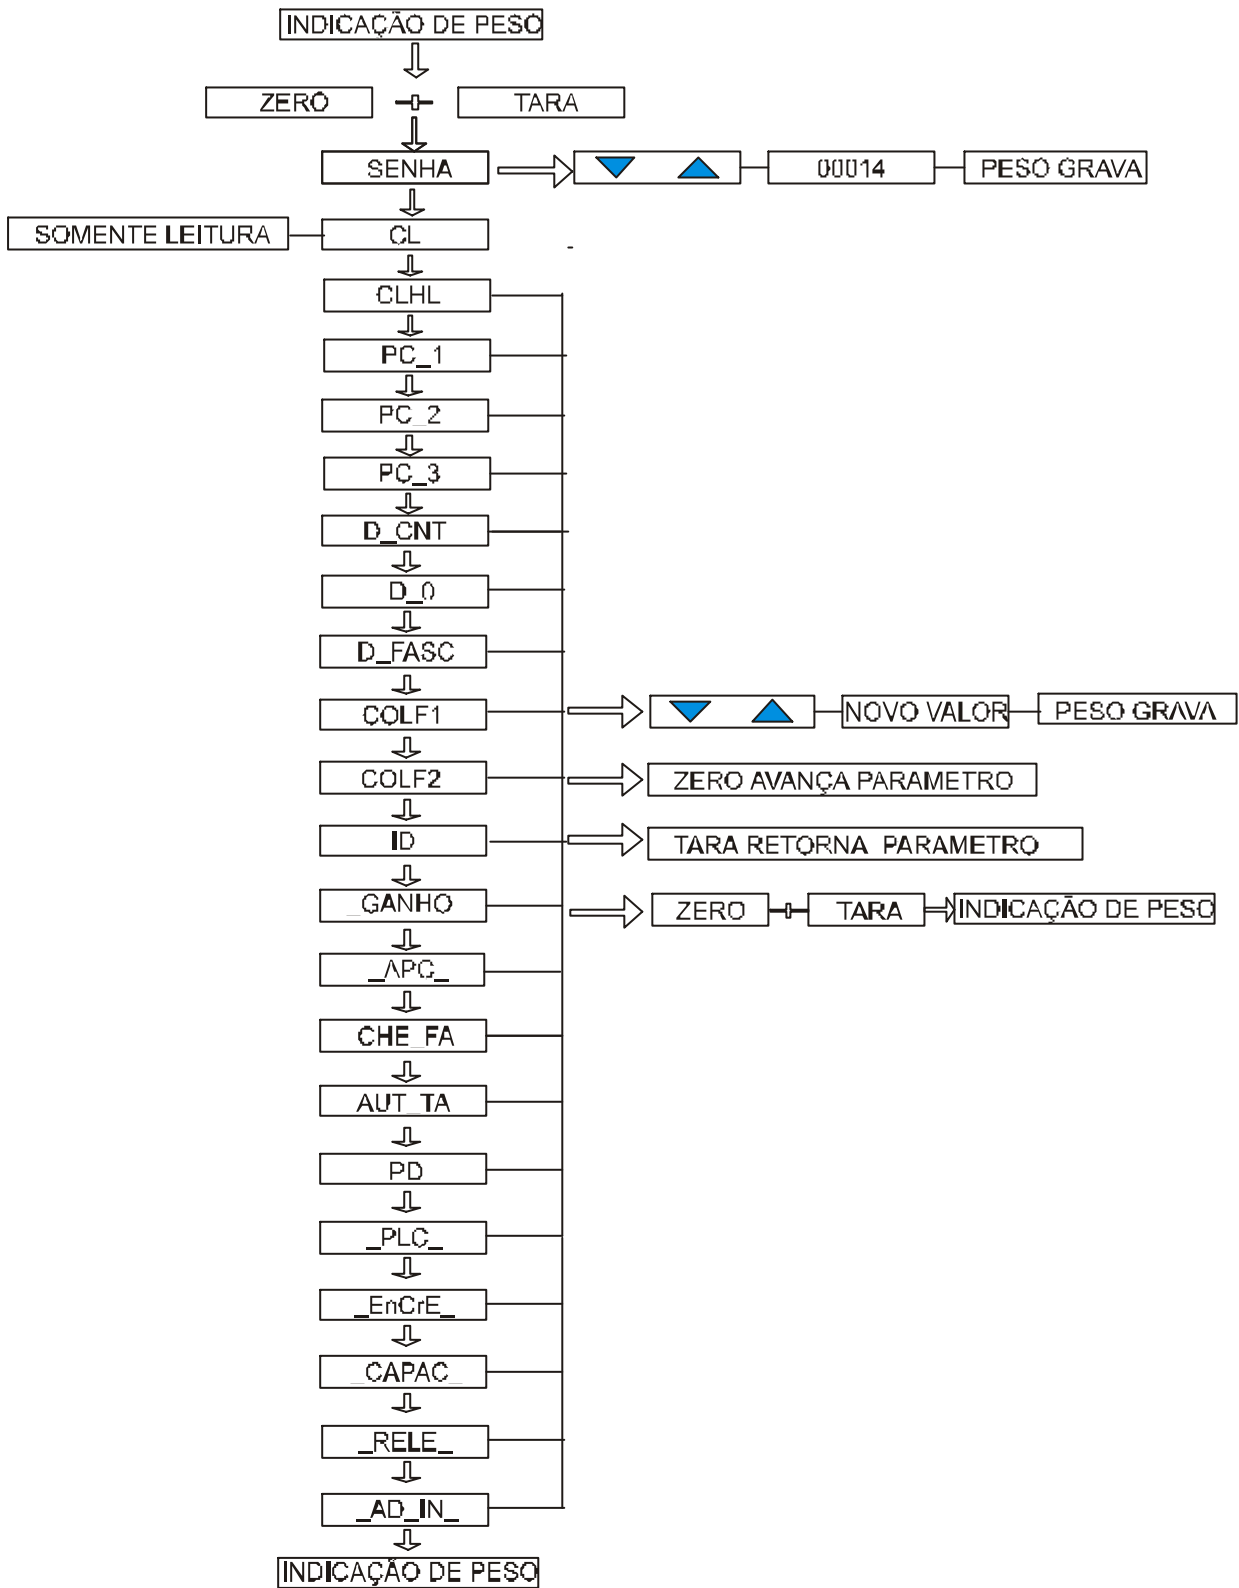 INDICAÇÃO DE PESO
ZERO TARA
SENHA 00014 PESO GRAVA
SOMENTE LEITURA CL
CLHL
PC_1
PC_2
PC_3
D_CNT
D_0
D_FASC
COLF1 NOVO VALOR PESO GRAVA
COLF2 ZERO AVANÇA PARAMETRO
ID TARA RETORNA PARAMETRO
_GANHO ZERO TARA INDICAÇÃO DE PESO
_APC_
CHE_FA
AUT_TA
PD
_PLC_
_EnCrE_
_CAPAC_
_RELE_
_AD_IN_
INDICAÇÃO DE PESO